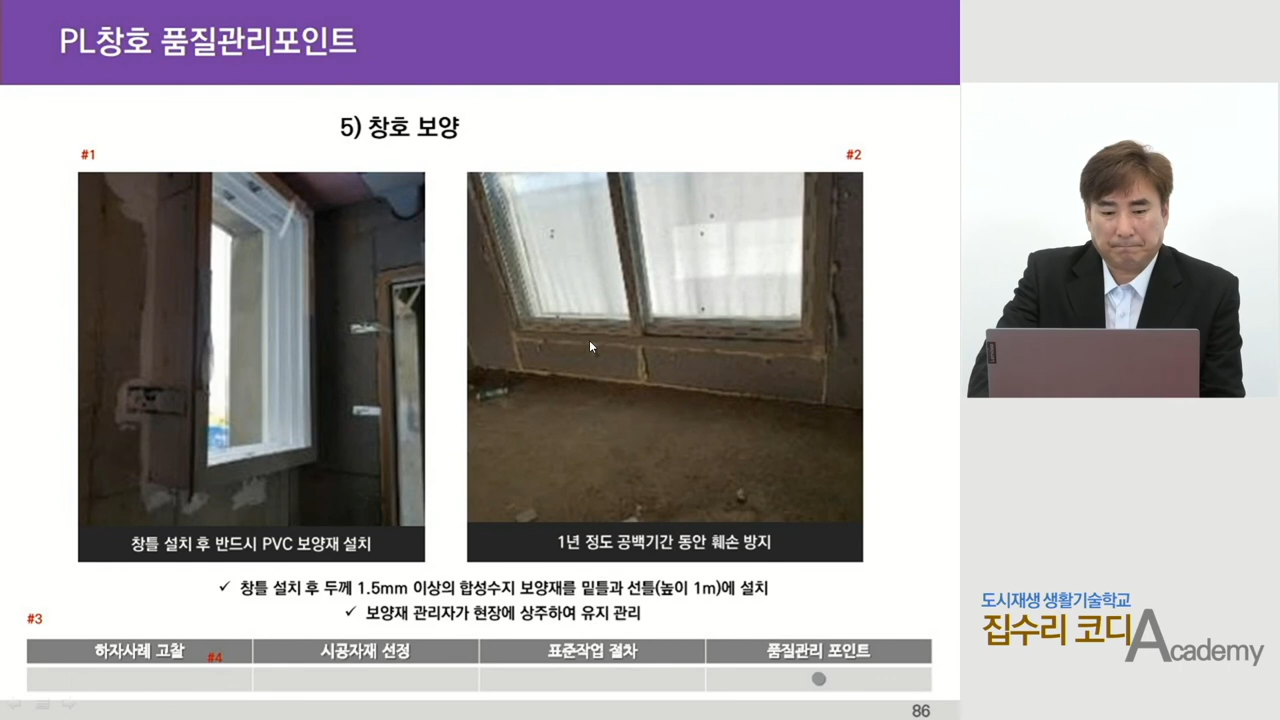 PL창호 품질관리포인트
5) 창호 보양
#1
#2
창틀 설치 후 반드시 PVC 보양재 설치
1년 정도 공백기간 동안 훼손 방지
✓ 창틀 설치 후 두께 1.5mm 이상의 합성수지 보양재를 밑틀과 선틀(높이 1m)에 설치
✓ 보양재 관리자가 현장에 상주하여 유지 관리
#3
하자사례 고찰 #4 시공자재 선정 표준작업 절차 품질관리 포인트
86
도시재생 생활기술학교
집수리 코디 Academy